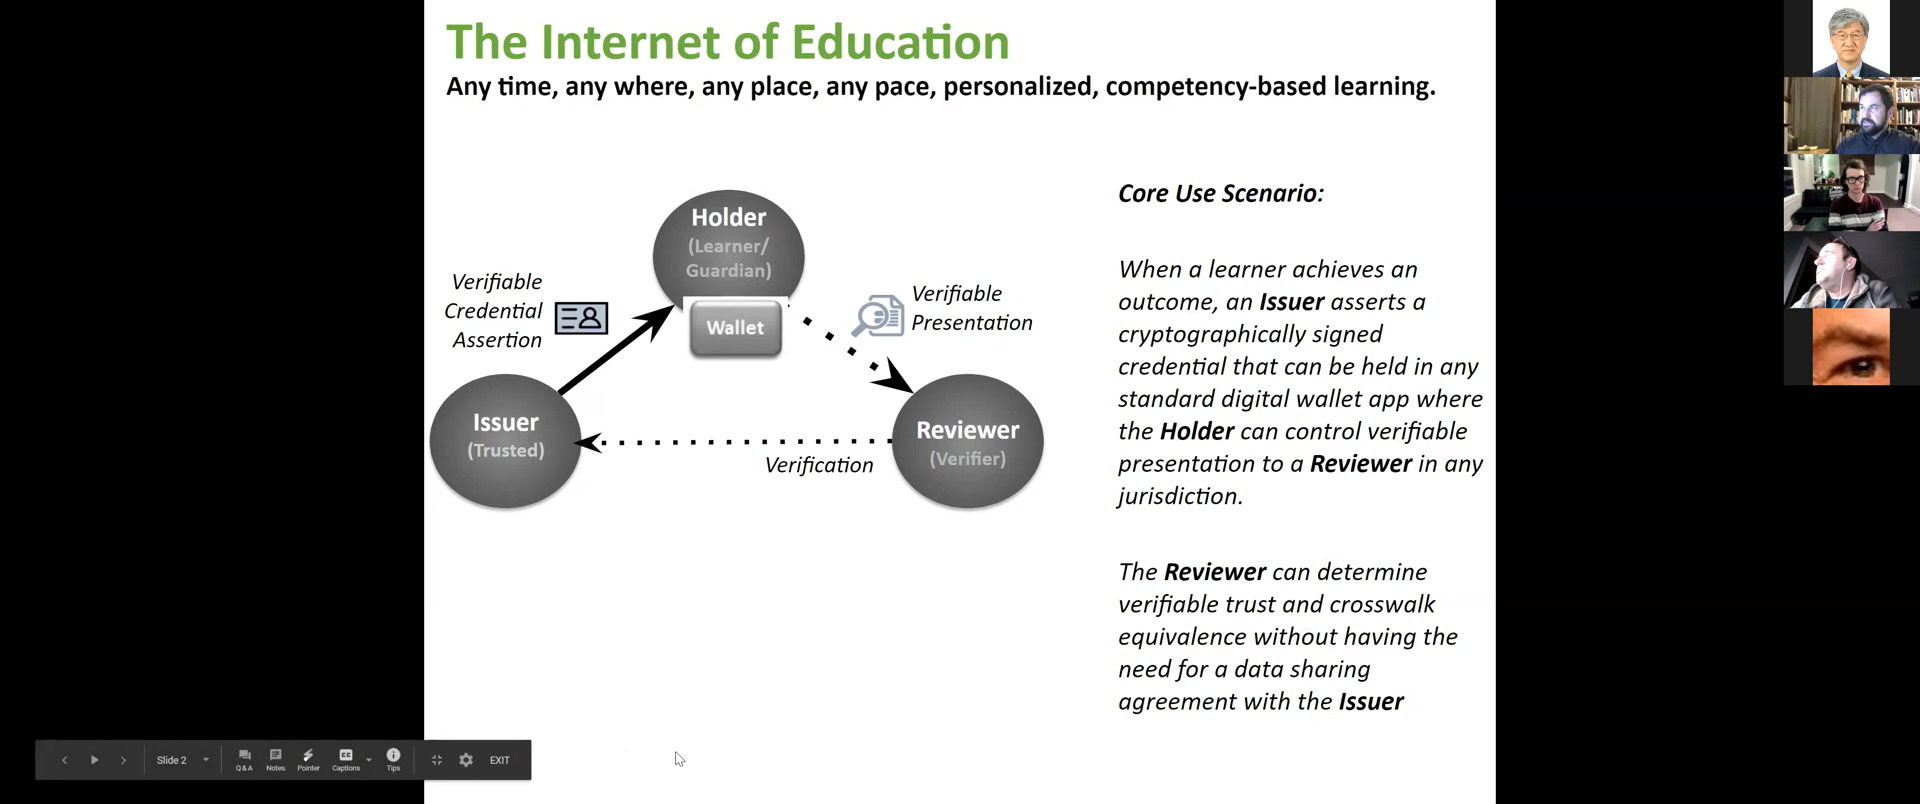 The Internet of Education
Any time, any where, any place, any pace, personalized, competency-based learning.
Holder
(Learner/
Guardian)
Wallet
Verifiable
Credential
Assertion
Verifiable
Presentation
Issuer
(Trusted)
Reviewer
(Verifier)
Verification
Core Use Scenario:
When a learner achieves an
outcome, an Issuer asserts a
cryptographically signed
credential that can be held in any
standard digital wallet app where
the Holder can control verifiable
presentation to a Reviewer in any
jurisdiction.
The Reviewer can determine
verifiable trust and crosswalk
equivalence without having the
need for a data sharing
agreement with the Issuer
Slide 2
Q&A
Notes
Pointer
CC
Captions
Tips
EXIT